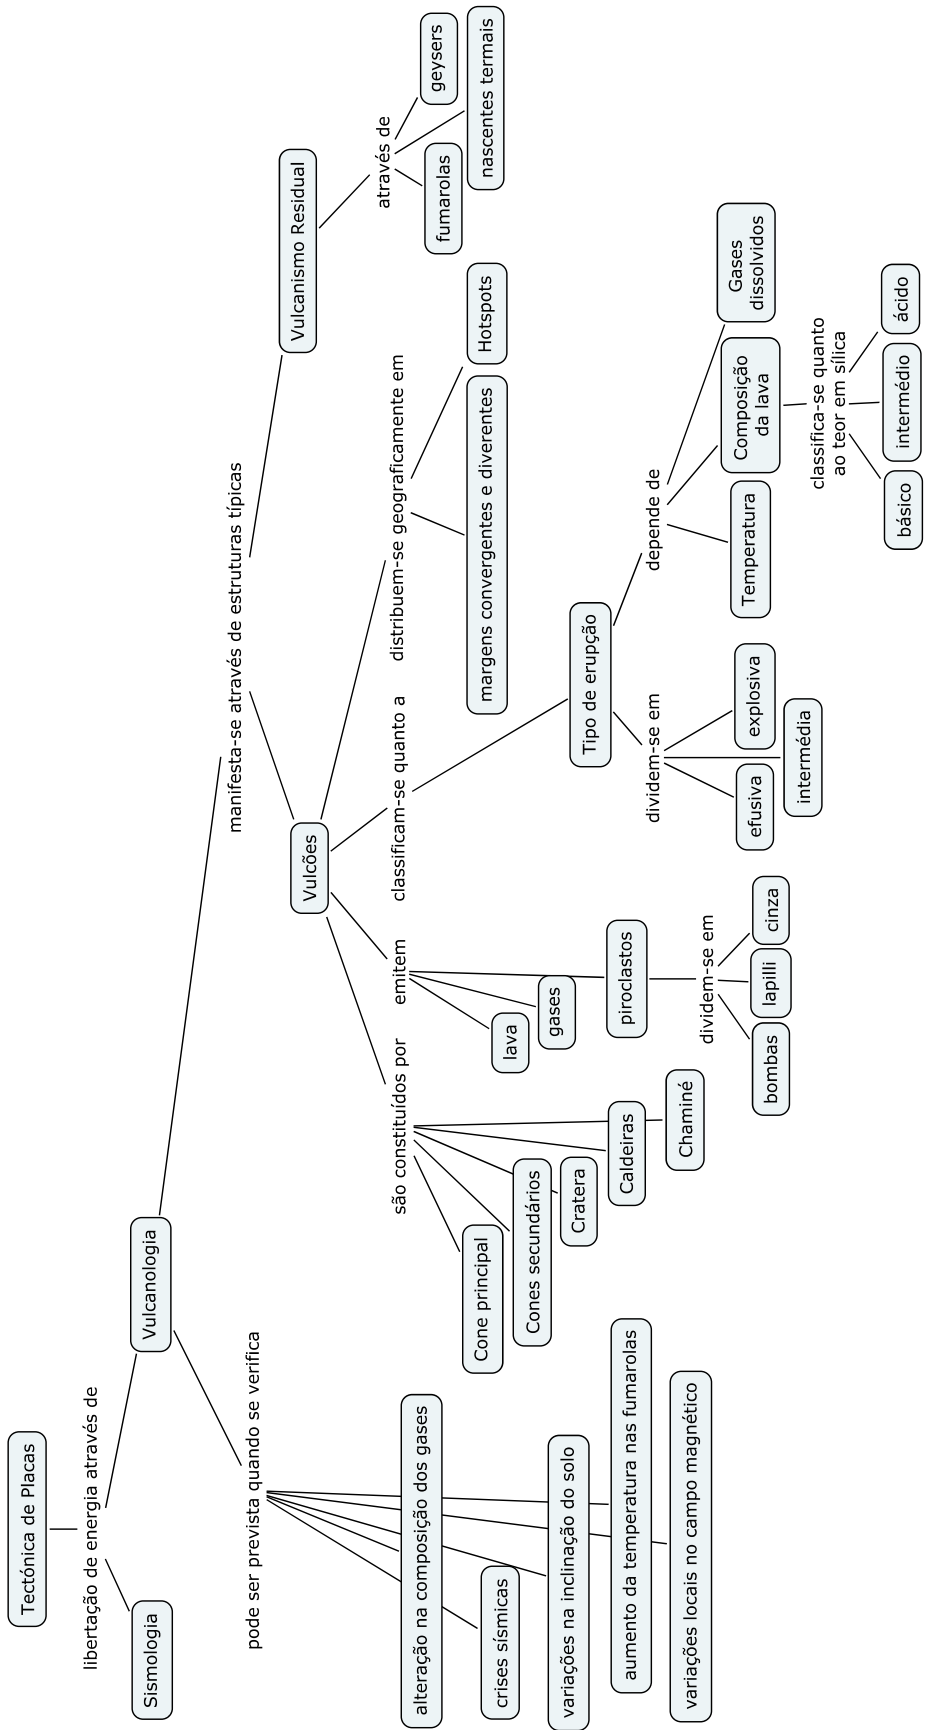 Tectónica de Placas
libertação de energia através de
Sismologia
Vulcanologia
pode ser prevista quando se verifica
alteração na composição dos gases
crises sísmicas
variações na inclinação do solo
aumento da temperatura nas fumarolas
variações locais no campo magnético
manifesta-se através de estruturas típicas
Vulcões
Vulcanismo Residual
são constituídos por
Cone principal
Cones secundários
Cratera
Caldeiras
Chaminé
emitem
lava
gases
piroclastos
dividem-se em
bombas
lapilli
cinza
classificam-se quanto a
Tipo de erupção
dividem-se em
efusiva
intermédia
explosiva
depende de
Temperatura
Composição
da lava
Gases
dissolvidos
classifica-se quanto
ao teor em sílica
básico
intermédio
ácido
distribuem-se geograficamente em
margens convergentes e diverentes
Hotspots
através de
fumarolas
nascentes termais
geysers